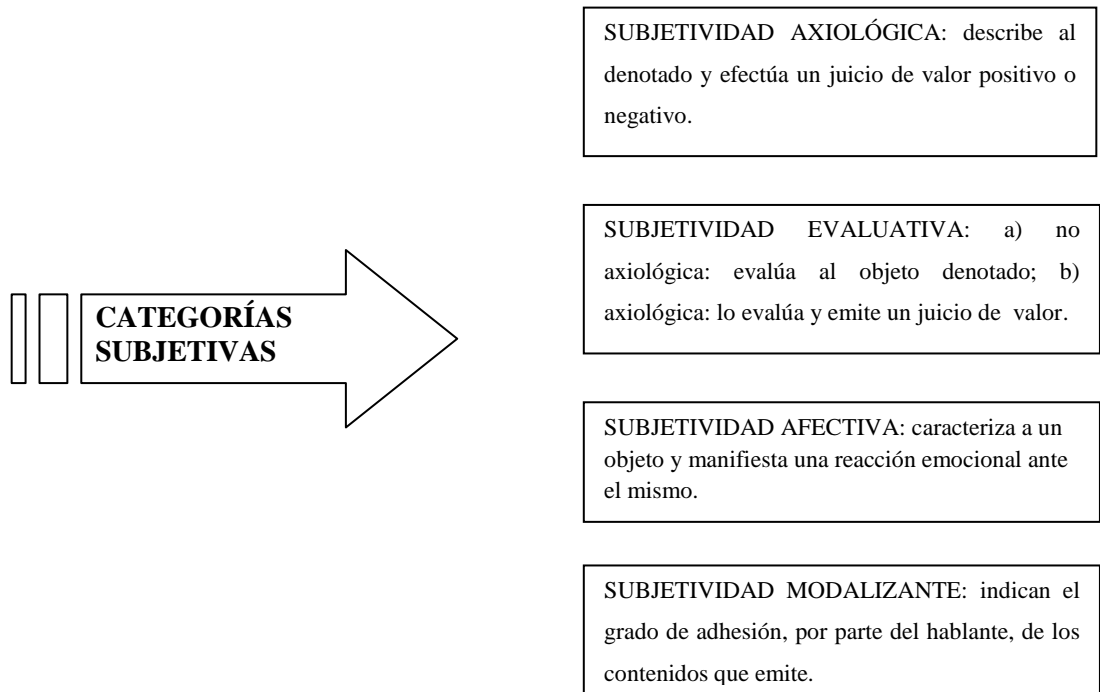 SUBJETIVIDAD AXIOLÓGICA: describe al
denotado y efectúa un juicio de valor positivo o
negativo.
SUBJETIVIDAD EVALUATIVA: a) no
axiológica: evalúa al objeto denotado; b)
axiológica: lo evalúa y emite un juicio de valor.
CATEGORÍAS
SUBJETIVAS
SUBJETIVIDAD AFECTIVA: caracteriza a un
objeto y manifiesta una reacción emocional ante
el mismo.
SUBJETIVIDAD MODALIZANTE: indican el
grado de adhesión, por parte del hablante, de los
contenidos que emite.